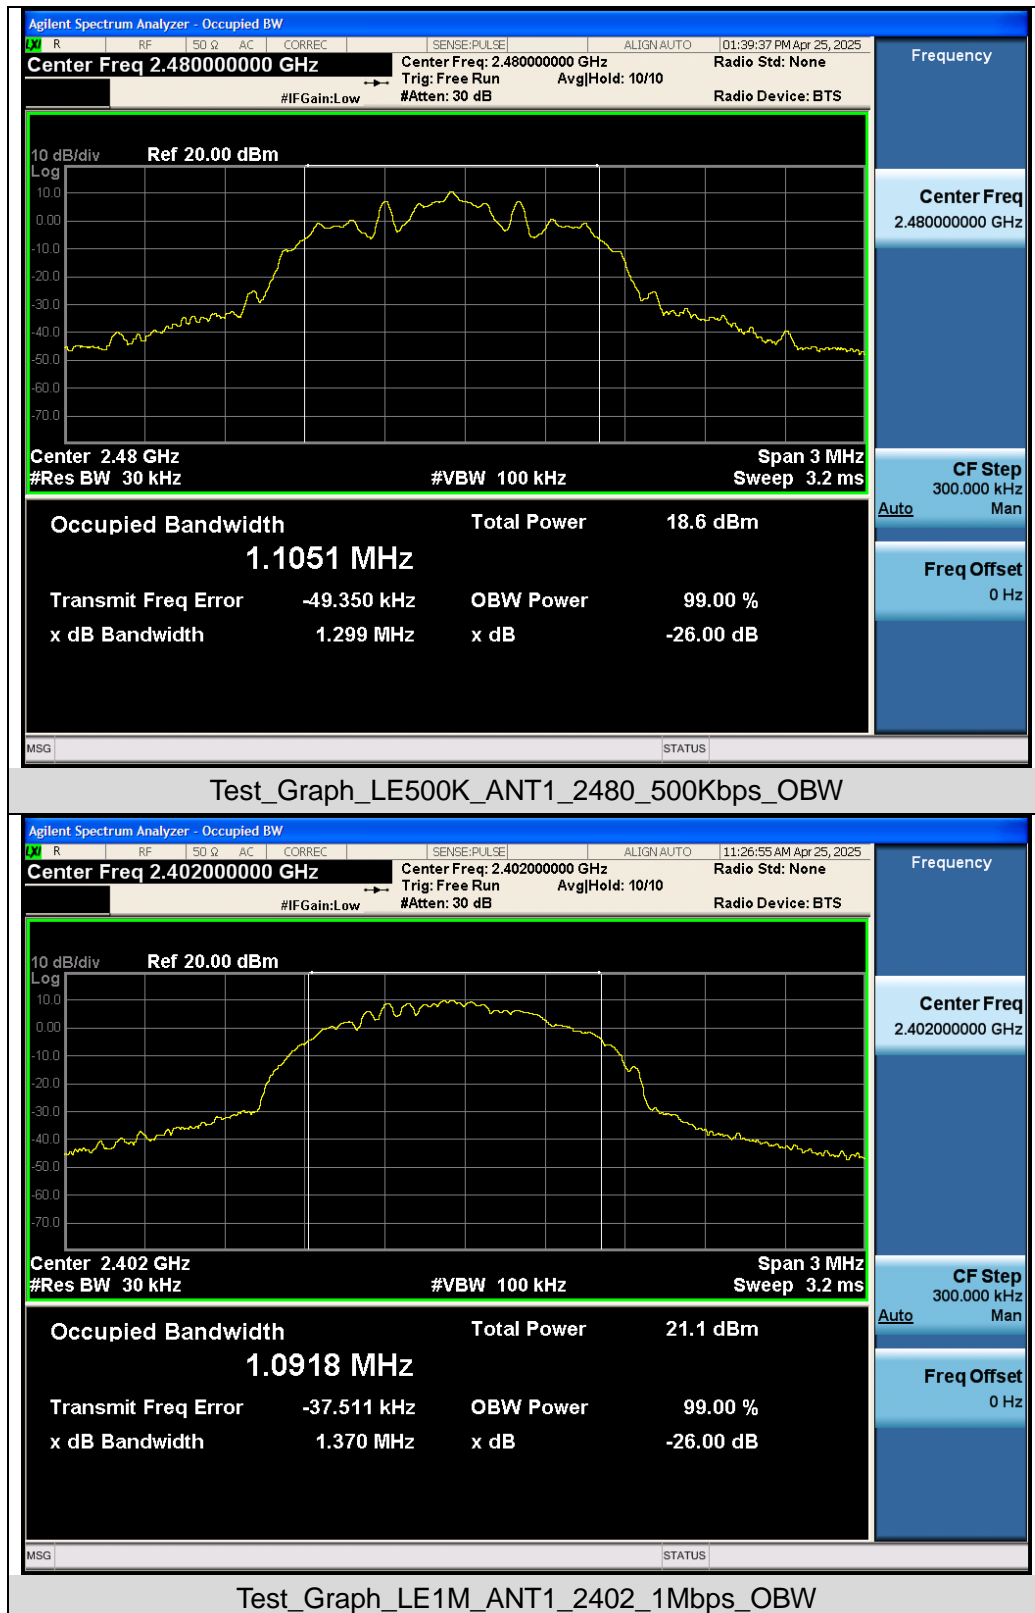 Agilent Spectrum Analyzer - Occupied BW
LXI R RF 50 Ω AC CORREC SENSE:PULSE ALIGN AUTO 01:39:37 PM Apr 25, 2025
Center Freq 2.480000000 GHz
Center Freq: 2.480000000 GHz Radio Std: None
Trig: Free Run Avg|Hold: 10/10
#IFGain:Low #Atten: 30 dB Radio Device: BTS
Frequency
10 dB/div Ref 20.00 dBm
Log
10.0
0.00
-10.0
-20.0
-30.0
-40.0
-50.0
-60.0
-70.0
Center Freq
2.480000000 GHz
Center 2.48 GHz Span 3 MHz
#Res BW 30 kHz #VBW 100 kHz Sweep 3.2 ms
CF Step
300.000 kHz
Auto Man
Occupied Bandwidth Total Power 18.6 dBm
1.1051 MHz
Transmit Freq Error -49.350 kHz OBW Power 99.00 %
x dB Bandwidth 1.299 MHz x dB -26.00 dB
Freq Offset
0 Hz
MSG STATUS
Test_Graph_LE500K_ANT1_2480_500Kbps_OBW
Agilent Spectrum Analyzer - Occupied BW
LXI R RF 50 Ω AC CORREC SENSE:PULSE ALIGN AUTO 11:26:55 AM Apr 25, 2025
Center Freq 2.402000000 GHz
Center Freq: 2.402000000 GHz Radio Std: None
Trig: Free Run Avg|Hold: 10/10
#IFGain:Low #Atten: 30 dB Radio Device: BTS
Frequency
10 dB/div Ref 20.00 dBm
Log
10.0
0.00
-10.0
-20.0
-30.0
-40.0
-50.0
-60.0
-70.0
Center Freq
2.402000000 GHz
Center 2.402 GHz Span 3 MHz
#Res BW 30 kHz #VBW 100 kHz Sweep 3.2 ms
CF Step
300.000 kHz
Auto Man
Occupied Bandwidth Total Power 21.1 dBm
1.0918 MHz
Transmit Freq Error -37.511 kHz OBW Power 99.00 %
x dB Bandwidth 1.370 MHz x dB -26.00 dB
Freq Offset
0 Hz
MSG STATUS
Test_Graph_LE1M_ANT1_2402_1Mbps_OBW